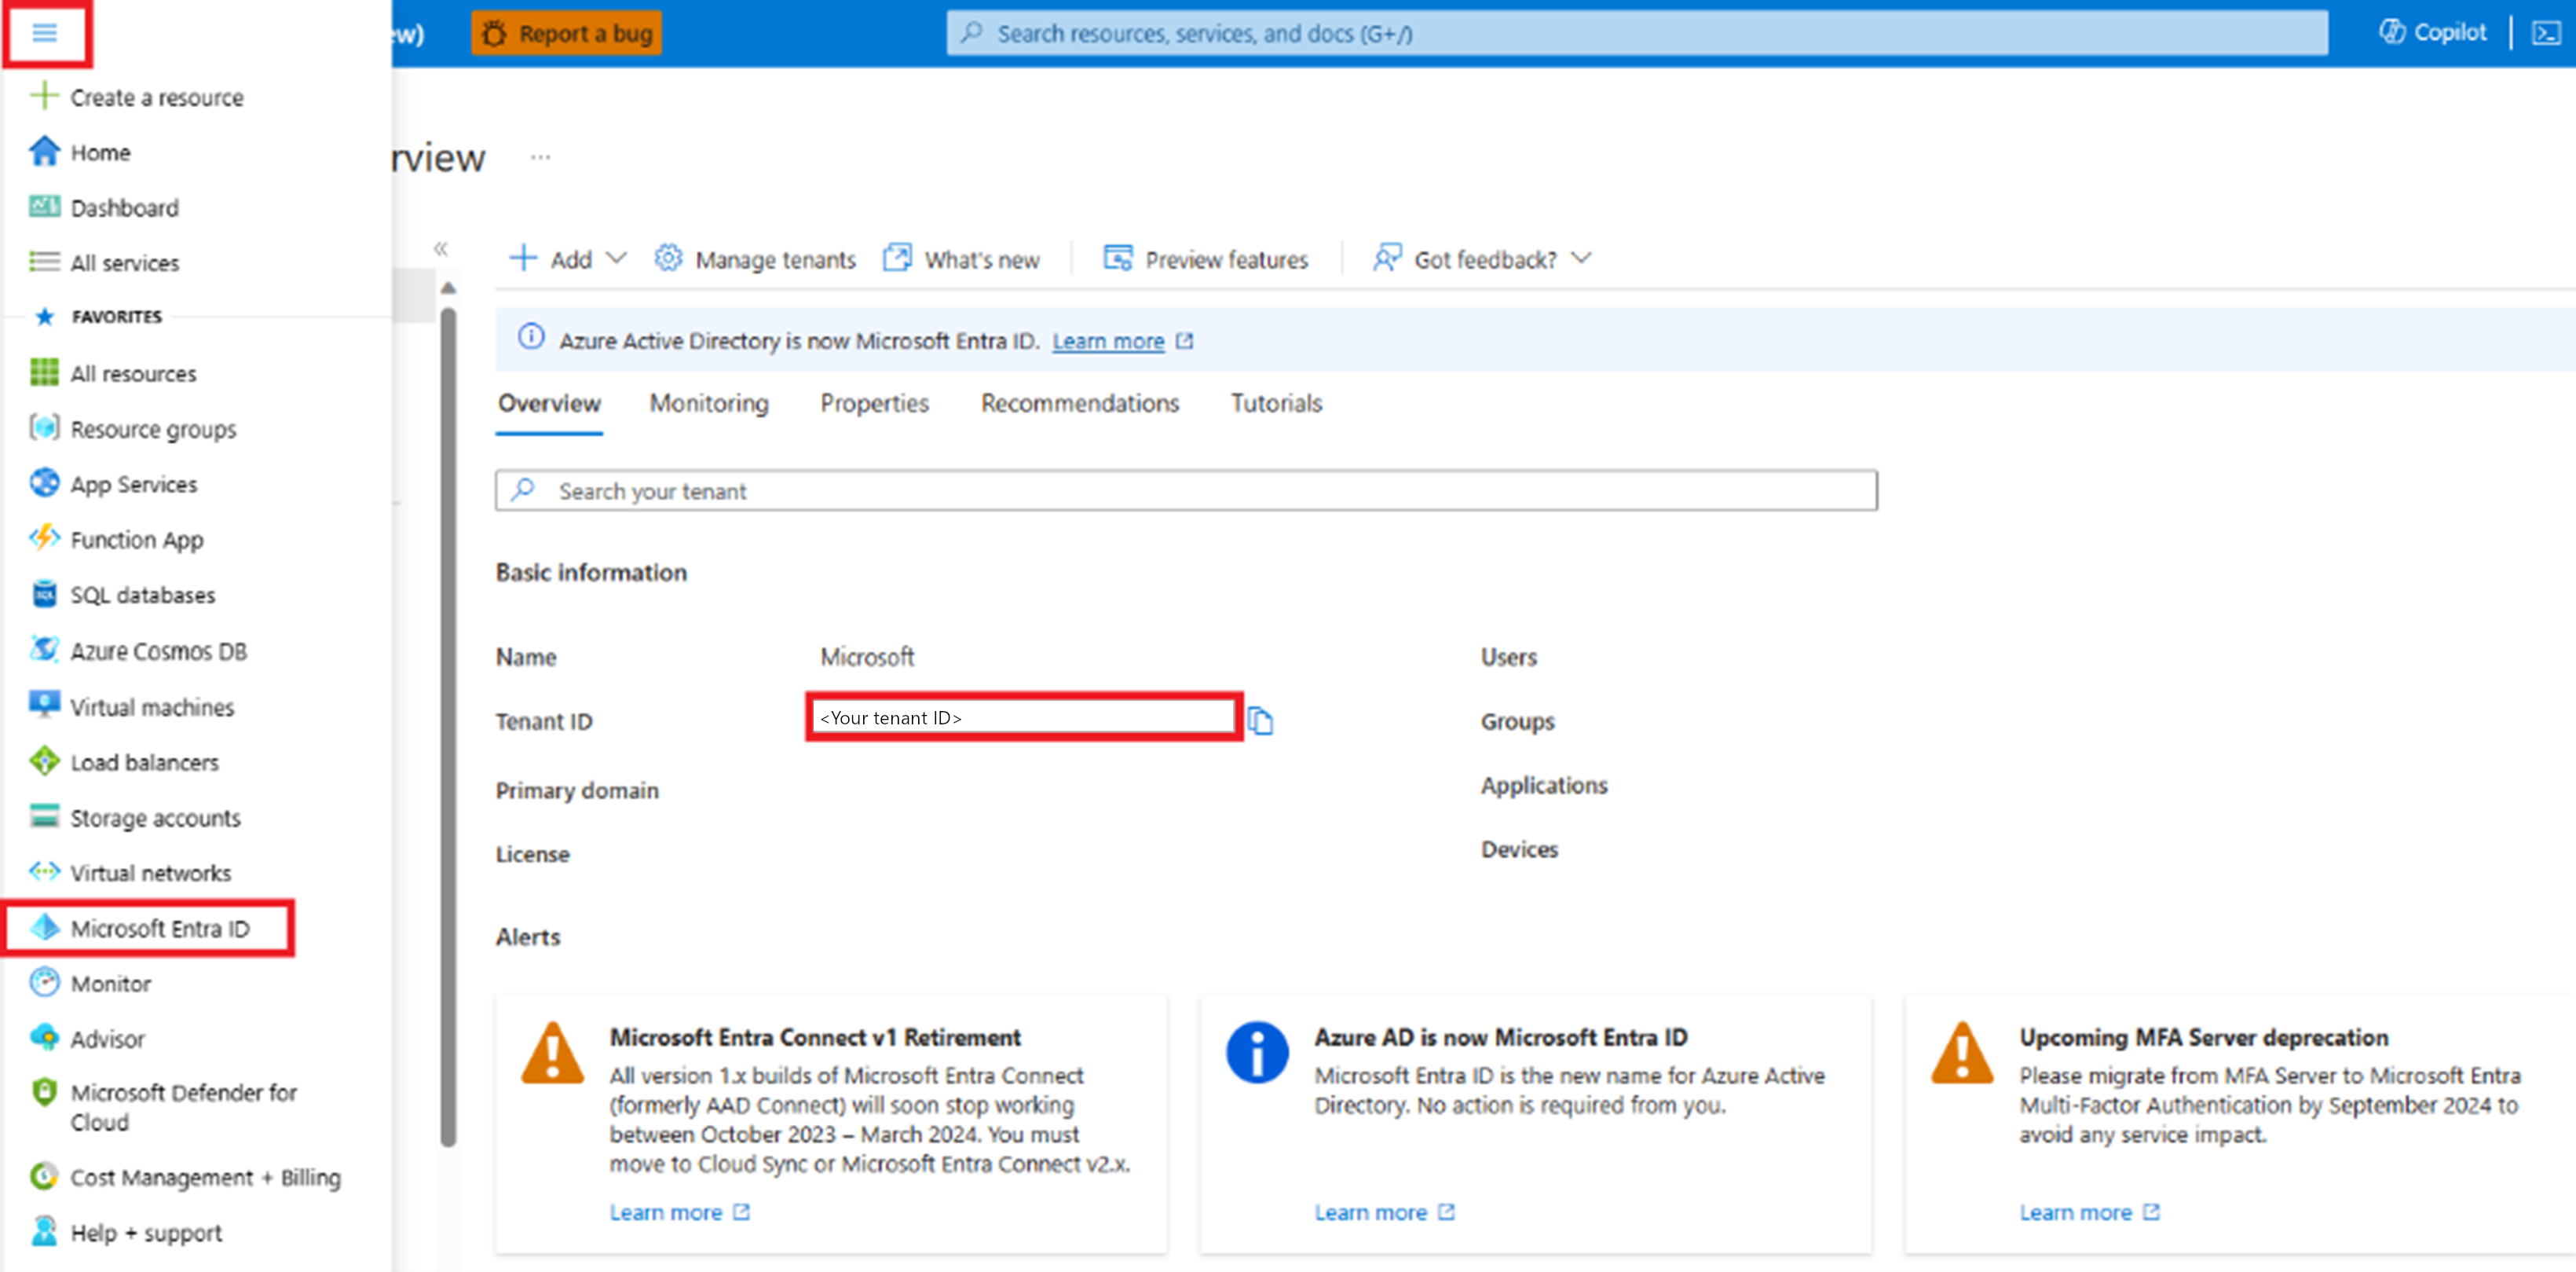 ew)
Report a bug
Search resources, services, and docs (G+/)
Copilot
Create a resource
Home
Dashboard
All services
FAVORITES
All resources
Resource groups
App Services
Function App
SQL databases
Azure Cosmos DB
Virtual machines
Load balancers
Storage accounts
Virtual networks
Microsoft Entra ID
Monitor
Advisor
Microsoft Defender for
Cloud
Cost Management + Billing
Help + support
rview
...
Add
Manage tenants
What's new
Preview features
Got feedback?
Azure Active Directory is now Microsoft Entra ID. Learn more
Overview
Monitoring
Properties
Recommendations
Tutorials
Search your tenant
Basic information
Name
Microsoft
Users
Tenant ID
<Your tenant ID>
Groups
Primary domain
Applications
License
Devices
Alerts
Microsoft Entra Connect v1 Retirement
All version 1.x builds of Microsoft Entra Connect
(formerly AAD Connect) will soon stop working
between October 2023 – March 2024. You must
move to Cloud Sync or Microsoft Entra Connect v2.x.
Learn more
Azure AD is now Microsoft Entra ID
Microsoft Entra ID is the new name for Azure Active
Directory. No action is required from you.
Learn more
Upcoming MFA Server deprecation
Please migrate from MFA Server to Microsoft Entra
Multi-Factor Authentication by September 2024 to
avoid any service impact.
Learn more